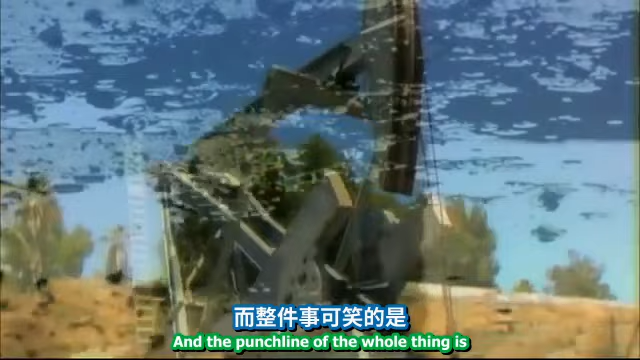 而整件事可笑的是
And the punchline of the whole thing is